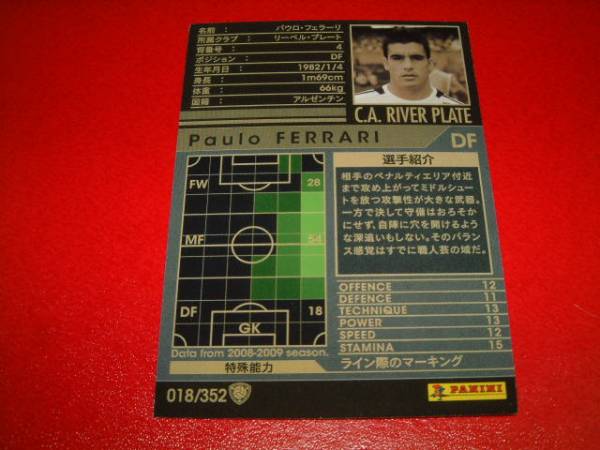 名前 : パウロ・フェラーリ
所属クラブ : リーベル・プレート
背番号 : 4
ポジション : DF
生年月日 : 1982/1/4
身長 : 1m69cm
体重 : 66kg
国籍 : アルゼンチン
C.A. RIVER PLATE
Paulo FERRARI DF
FW 28
MF 54
DF 18
GK
Data from 2008-2009 season.
選手紹介
相手のペナルティエリア付近
まで攻め上がってミドルシュー
トを放つ攻撃性が大きな武器。
一方で決して守備はおろそか
にせず、自陣に穴を開けるよう
な深追いもしない。そのバラン
ス感覚はすでに職人芸の域だ。
OFFENCE 12
DEFENCE 11
TECHNIQUE 13
POWER 13
SPEED 12
STAMINA 15
特殊能力 ライン際のマーキング
018/352
PANINI